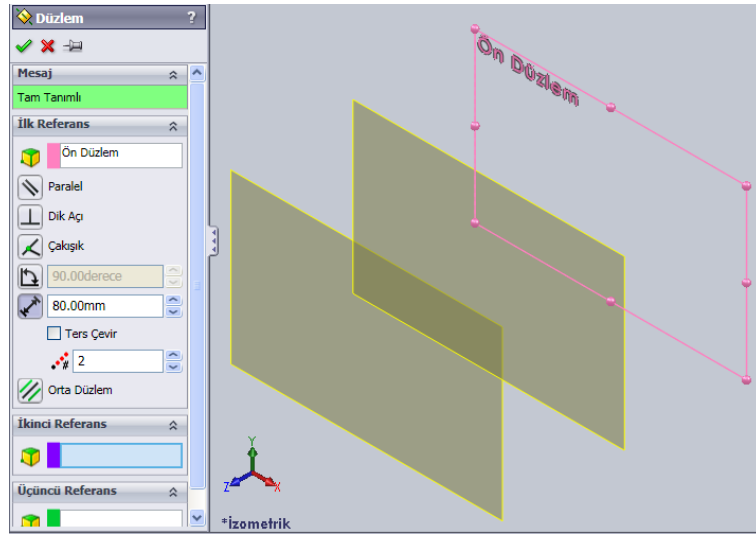 Düzlem ?
Mesaj
Tam Tanımlı
İlk Referans
Ön Düzlem
Paralel
Dik Açı
Çakışık
90.00derece
80.00mm
Ters Çevir
# 2
Orta Düzlem
İkinci Referans
Üçüncü Referans
Ön Düzlem
Y
Z
X
*İzometrik